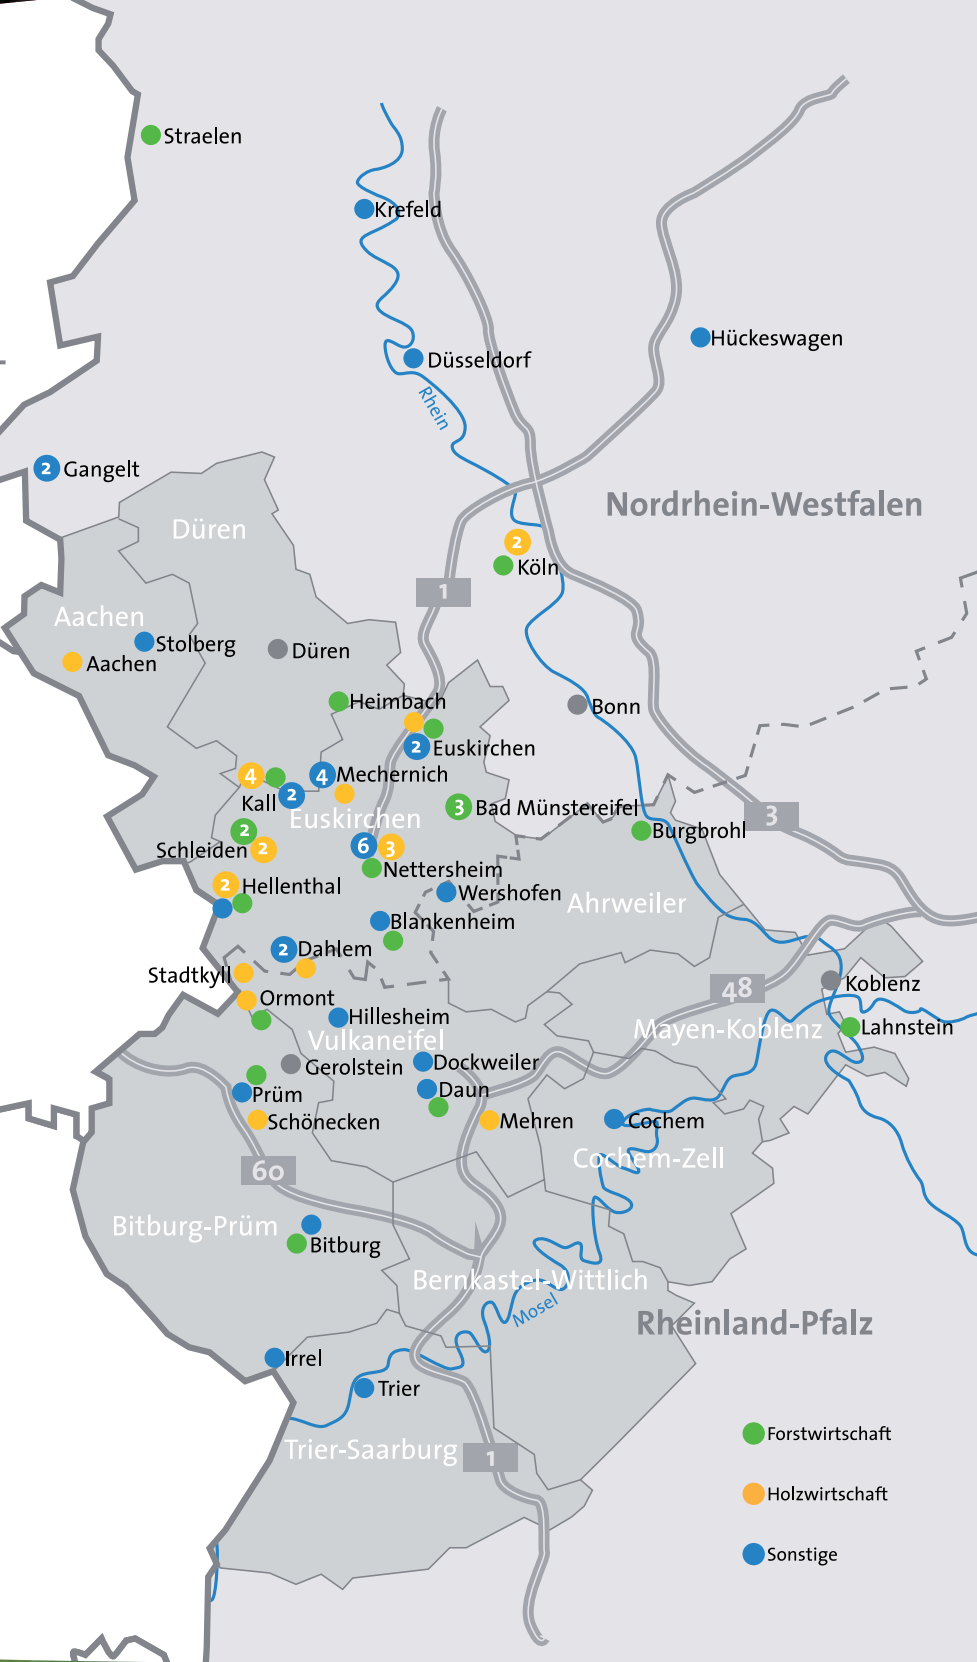 Straelen
Krefeld
Hückeswagen
Düsseldorf
Rhein
2 Gangelt
Nordrhein-Westfalen
Düren
2
Köln
1
Aachen
Stolberg
Düren
Aachen
Heimbach
Bonn
2 Euskirchen
4
4 Mechernich
Kall 2
3 Bad Münstereifel
3
Euskirchen
2
Burgbrohl
Schleiden 2
6 3
Nettersheim
2 Hellenthal
Wershofen
Ahrweiler
Blankenheim
2 Dahlem
Stadtkyll
Koblenz
48
Ormont
Hillesheim
Mayen-Koblenz
Lahnstein
Vulkaneifel
Gerolstein
Dockweiler
Daun
Prüm
Schönecken
Mehren
Cochem
Cochem-Zell
60
Bitburg-Prüm
Bitburg
Bernkastel-Wittlich
Mosel
Rheinland-Pfalz
Irrel
Trier
Forstwirtschaft
Trier-Saarburg
1
Holzwirtschaft
Sonstige